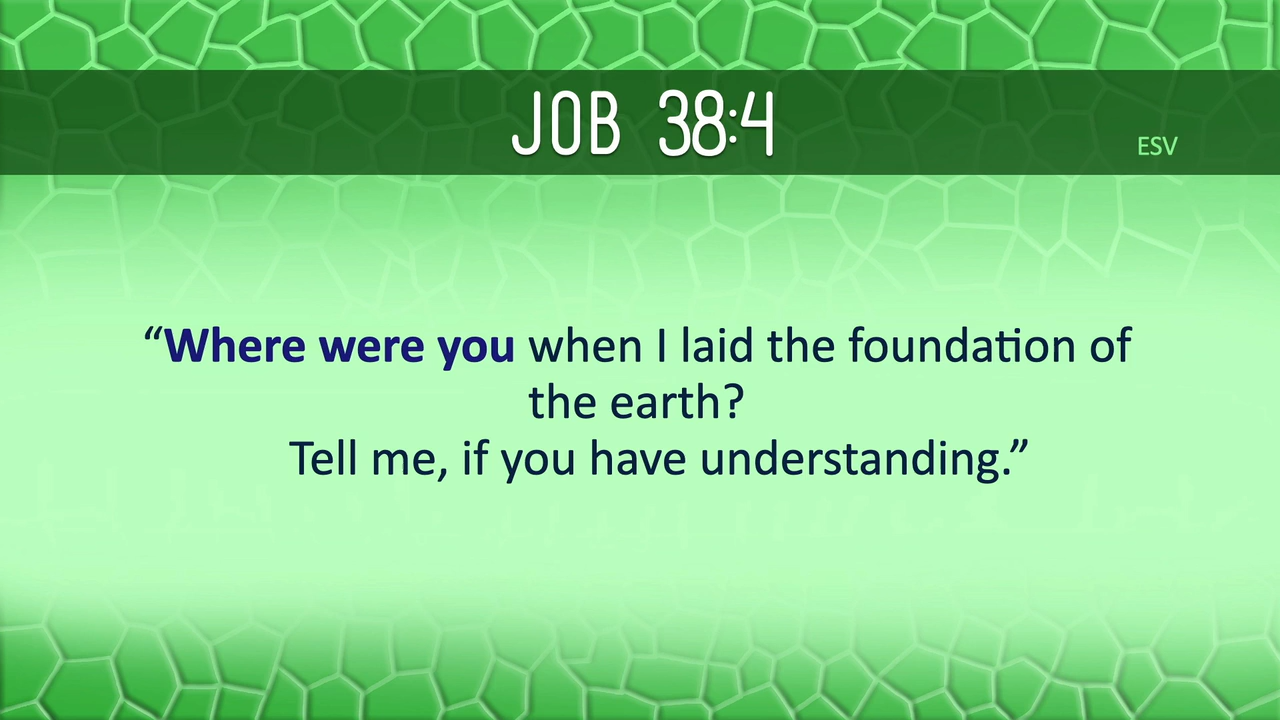 JOB 38:4
ESV
“Where were you when I laid the foundation of
the earth?
Tell me, if you have understanding.”